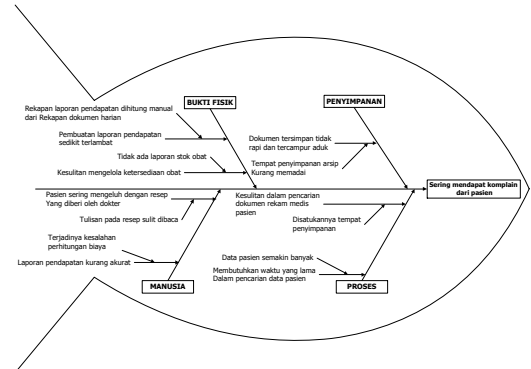 BUKTI FISIK
PENYIMPANAN
Rekapan laporan pendapatan dihitung manual
dari Rekapan dokumen harian
Pembuatan laporan pendapatan
sedikit terlambat
Tidak ada laporan stok obat
Kesulitan mengelola ketersediaan obat
Dokumen tersimpan tidak
rapi dan tercampur aduk
Tempat penyimpanan arsip
Kurang memadai
Sering mendapat komplain
dari pasien
Pasien sering mengeluh dengan resep
Yang diberi oleh dokter
Tulisan pada resep sulit dibaca
Terjadinya kesalahan
perhitungan biaya
Laporan pendapatan kurang akurat
Kesulitan dalam pencarian
dokumen rekam medis
pasien
Disatukannya tempat
penyimpanan
Data pasien semakin banyak
Membutuhkan waktu yang lama
Dalam pencarian data pasien
MANUSIA
PROSES